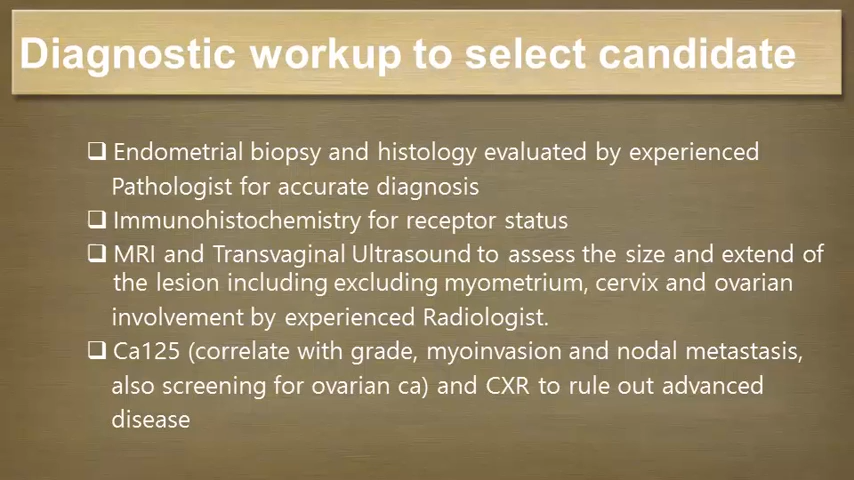 Diagnostic workup to select candidate
❑ Endometrial biopsy and histology evaluated by experienced
Pathologist for accurate diagnosis
❑ Immunohistochemistry for receptor status
❑ MRI and Transvaginal Ultrasound to assess the size and extend of
the lesion including excluding myometrium, cervix and ovarian
involvement by experienced Radiologist.
❑ Ca125 (correlate with grade, myoinvasion and nodal metastasis,
also screening for ovarian ca) and CXR to rule out advanced
disease